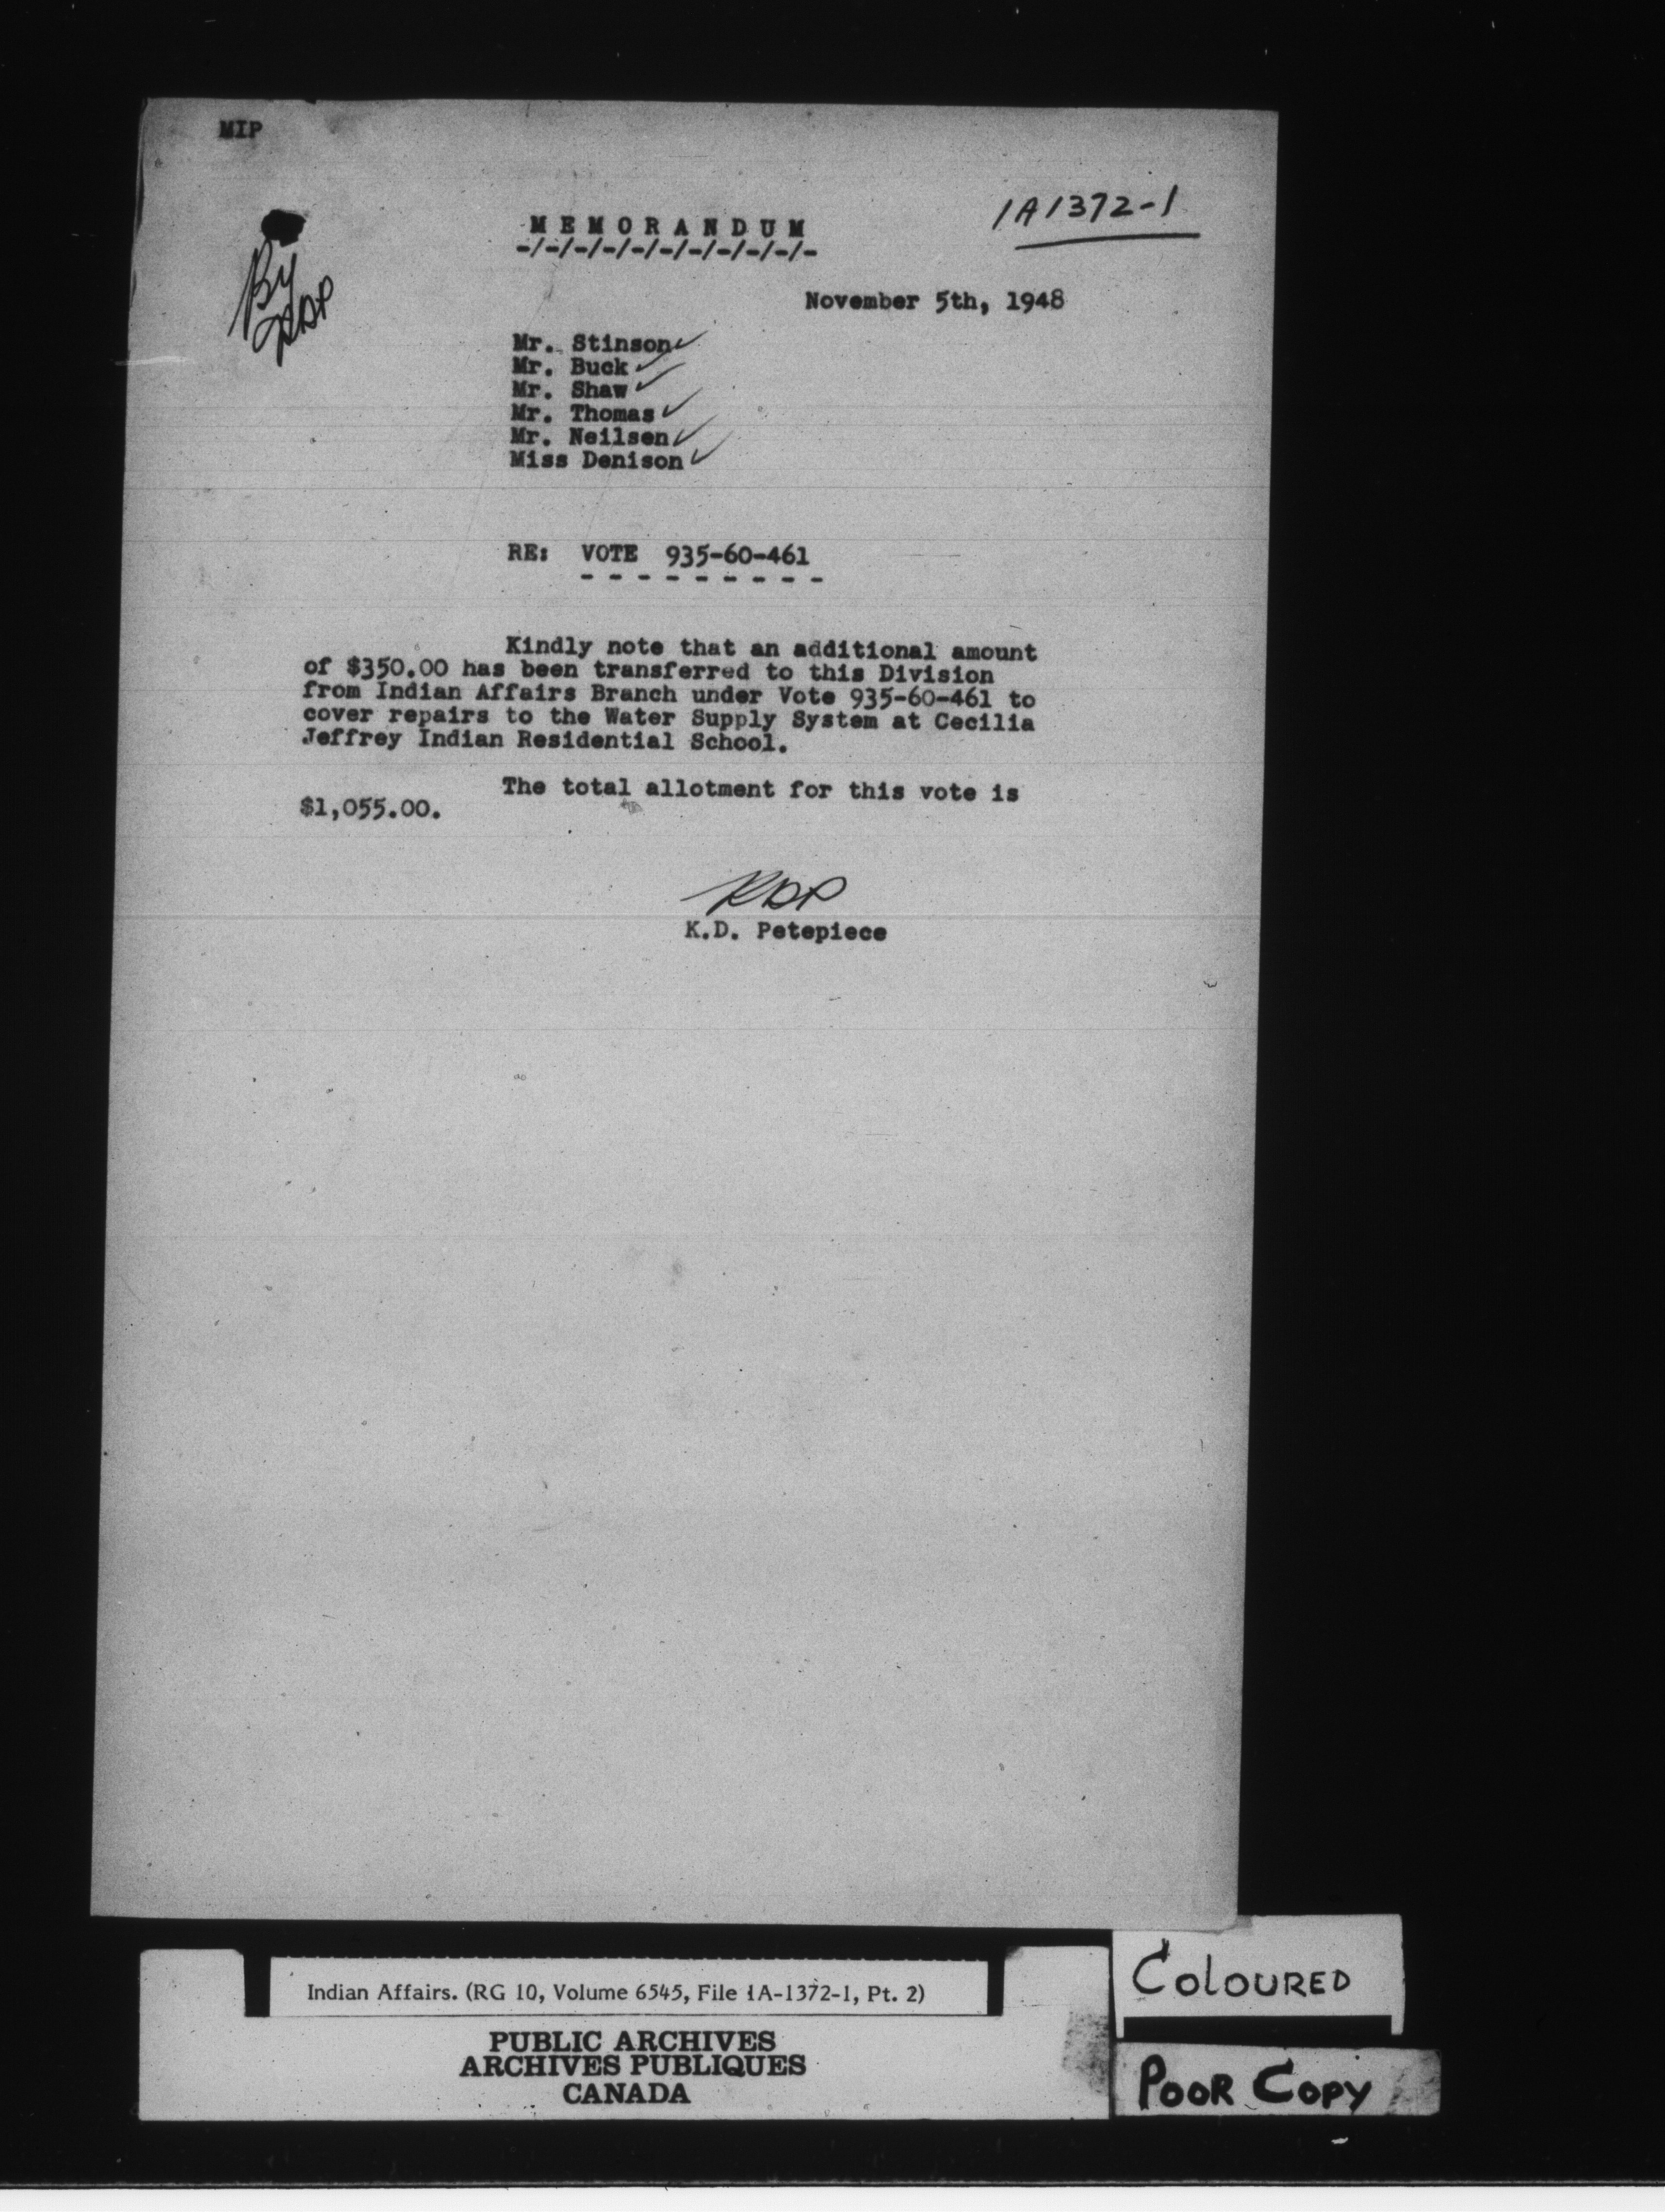 MIP
1A1372-1
By
KDP
M E M O R A N D U M
-/-/-/-/-/-/-/-/-/-/-
November 5th, 1948
Mr. Stinson
Mr. Buck
Mr. Shaw
Mr. Thomas
Mr. Neilsen
Miss Denison
RE: VOTE 935-60-461
- - - - - - - - -
Kindly note that an additional amount
of $350.00 has been transferred to this Division
from Indian Affairs Branch under Vote 935-60-461 to
cover repairs to the Water Supply System at Cecilia
Jeffrey Indian Residential School.
The total allotment for this vote is
$1,055.00.
KDP
K.D. Petepiece
Indian Affairs. (RG 10, Volume 6545, File 1A-1372-1, Pt. 2)
PUBLIC ARCHIVES
ARCHIVES PUBLIQUES
CANADA
COLOURED
POOR COPY